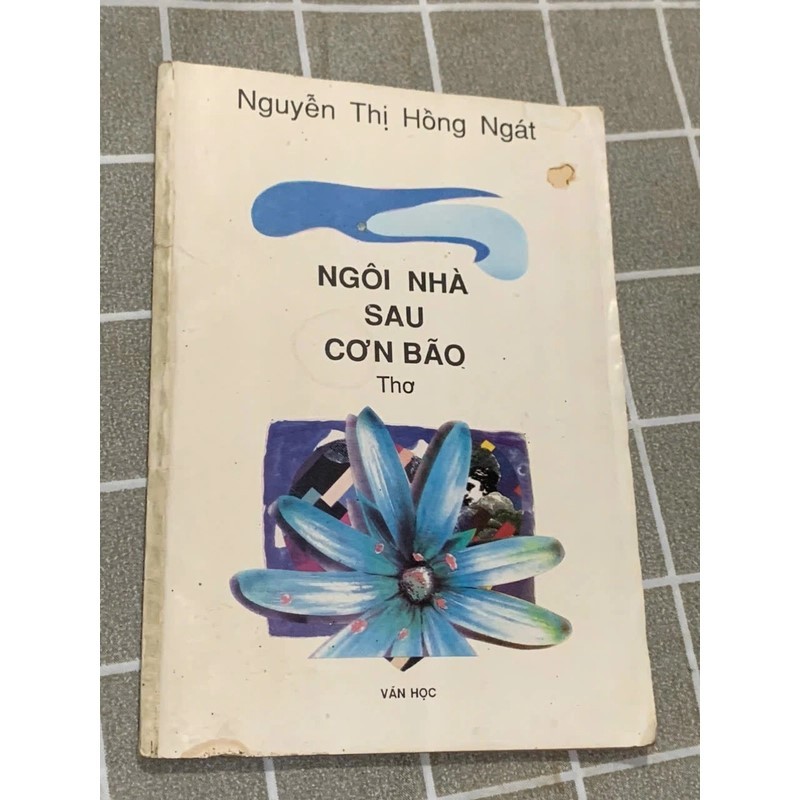 Nguyễn Thị Hồng Ngát
NGÔI NHÀ
SAU
CƠN BÃO
Thơ
VĂN HỌC